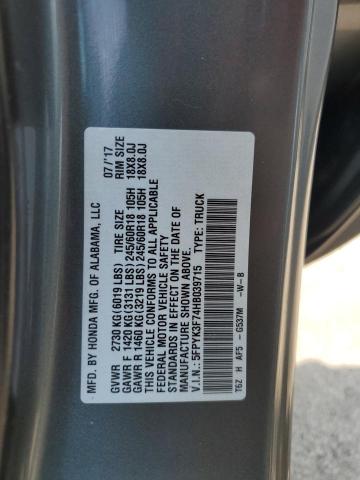 MFD. BY HONDA MFG. OF ALABAMA, LLC 07/'17
GVWR 2730 KG(6019 LBS) TIRE SIZE RIM SIZE
GAWR F 1420 KG(3131 LBS) 245/60R18 105H 18X8.0J
GAWR R 1460 KG(3219 LBS) 245/60R18 105H 18X8.0J
THIS VEHICLE CONFORMS TO ALL APPLICABLE
FEDERAL MOTOR VEHICLE SAFETY
STANDARDS IN EFFECT ON THE DATE OF
MANUFACTURE SHOWN ABOVE.
V.I.N.: 5FPYK3F74HB039715 TYPE: TRUCK
T6Z H AF5 - G537M -W-B